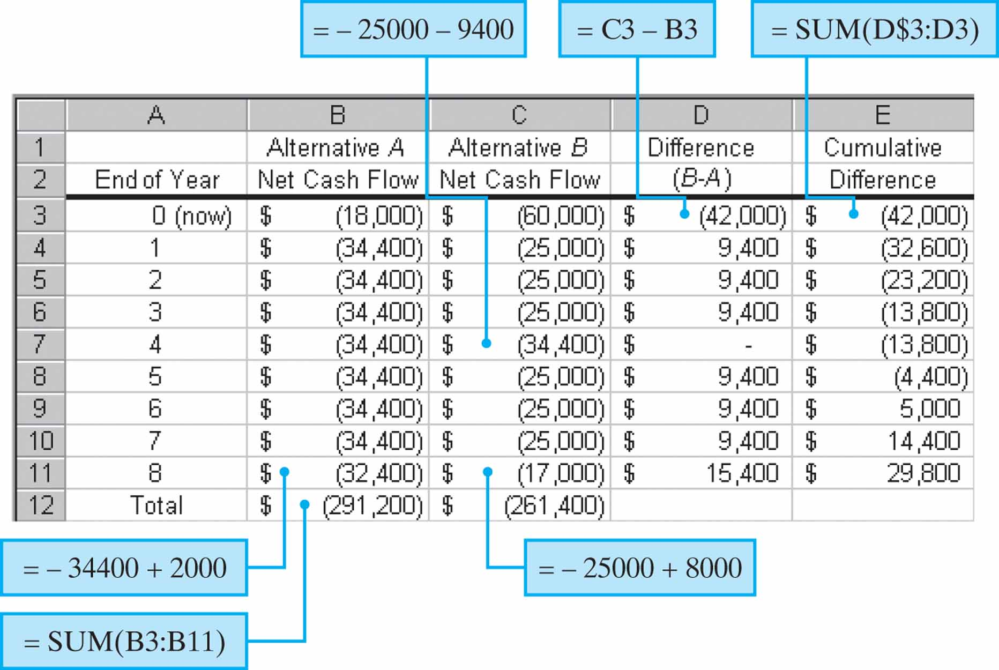 = – 25000 – 9400 = C3 – B3 = SUM(D$3:D3)
A B C D E
1 Alternative A Alternative B Difference Cumulative
2 End of Year Net Cash Flow Net Cash Flow (B-A) Difference
3 0 (now) $ (18,000) $ (60,000) $ (42,000) $ (42,000)
4 1 $ (34,400) $ (25,000) $ 9,400 $ (32,600)
5 2 $ (34,400) $ (25,000) $ 9,400 $ (23,200)
6 3 $ (34,400) $ (25,000) $ 9,400 $ (13,800)
7 4 $ (34,400) $ (34,400) $ - $ (13,800)
8 5 $ (34,400) $ (25,000) $ 9,400 $ (4,400)
9 6 $ (34,400) $ (25,000) $ 9,400 $ 5,000
10 7 $ (34,400) $ (25,000) $ 9,400 $ 14,400
11 8 $ (32,400) $ (17,000) $ 15,400 $ 29,800
12 Total $ (291,200) $ (261,400)
= – 34400 + 2000 = – 25000 + 8000
= SUM(B3:B11)